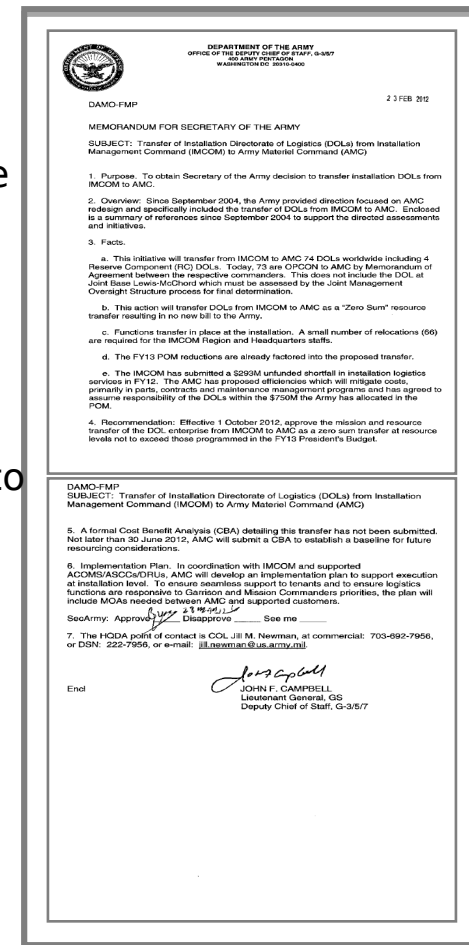 e
to
DEPARTMENT OF THE ARMY
OFFICE OF THE DEPUTY CHIEF OF STAFF, G-3/5/7
400 ARMY PENTAGON
WASHINGTON DC 20310-0400
23 FEB 2012
DAMO-FMP
MEMORANDUM FOR SECRETARY OF THE ARMY
SUBJECT: Transfer of Installation Directorate of Logistics (DOLs) from Installation
Management Command (IMCOM) to Army Materiel Command (AMC)
1. Purpose. To obtain Secretary of the Army decision to transfer installation DOLs from
IMCOM to AMC.
2. Overview: Since September 2004, the Army provided direction focused on AMC
redesign and specifically included the transfer of DOLs from IMCOM to AMC. Enclosed
is a summary of references since September 2004 to support the directed assessments
and initiatives.
3. Facts.
a. This initiative will transfer from IMCOM to AMC 74 DOLs worldwide including 4
Reserve Component (RC) DOLs. Today, 73 are OPCON to AMC by Memorandum of
Agreement between the respective commanders. This does not include the DOL at
Joint Base Lewis-McChord which must be assessed by the Joint Management
Oversight Structure process for final determination.
b. This action will transfer DOLs from IMCOM to AMC as a "Zero Sum" resource
transfer resulting in no new bill to the Army.
c. Functions transfer in place at the installation. A small number of relocations (66)
are required for the IMCOM Region and Headquarters staffs.
d. The FY13 POM reductions are already factored into the proposed transfer.
e. The IMCOM has submitted a $293M unfunded shortfall in installation logistics
services in FY12. The AMC has proposed efficiencies which will mitigate costs,
primarily in parts, contracts and maintenance management programs and has agreed to
assume responsibility of the DOLs within the $750M the Army has allocated in the
POM.
4. Recommendation: Effective 1 October 2012, approve the mission and resource
transfer of the DOL enterprise from IMCOM to AMC as a zero sum transfer at resource
levels not to exceed those programmed in the FY13 President's Budget.
DAMO-FMP
SUBJECT: Transfer of Installation Directorate of Logistics (DOLs) from Installation
Management Command (IMCOM) to Army Materiel Command (AMC)
5. A formal Cost Benefit Analysis (CBA) detailing this transfer has not been submitted.
Not later than 30 June 2012, AMC will submit a CBA to establish a baseline for future
resourcing considerations.
6. Implementation Plan. In coordination with IMCOM and supported
ACOMS/ASCCs/DRUs, AMC will develop an implementation plan to support execution
at installation level. To ensure seamless support to tenants and to ensure logistics
functions are responsive to Garrison and Mission Commanders priorities, the plan will
include MOAs needed between AMC and supported customers.
SecArmy: Approve ____ Disapprove ____ See me ____
7. The HQDA point of contact is COL Jill M. Newman, at commercial: 703-692-7956,
or DSN: 222-7956, or e-mail: jill.newman@us.army.mil.
Encl
JOHN F. CAMPBELL
Lieutenant General, GS
Deputy Chief of Staff, G-3/5/7